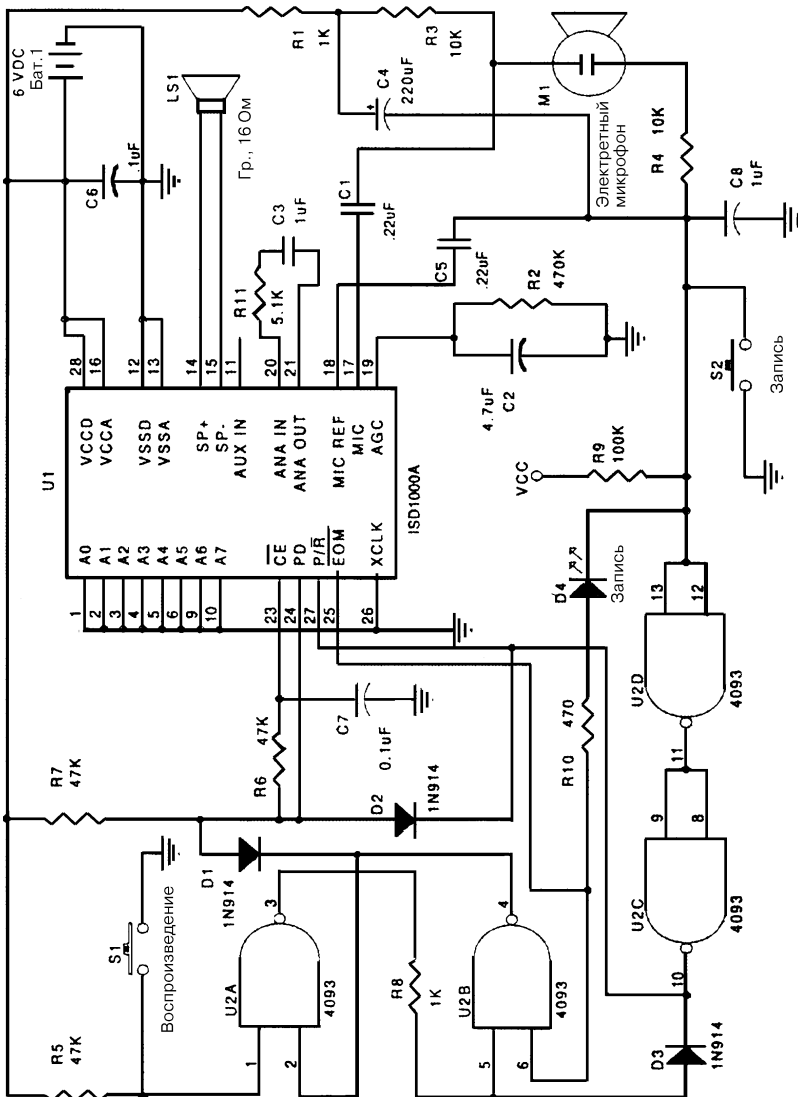 6 VDC
Бат.1
C6
.1uF
LS1
Гр., 16 Ом
R1
1K
R3
10K
C4
220uF
+
M1
Электретный
микрофон
R4 10K
C8
1uF
C3
1uF
R11
5.1K
C1
.22uF
C5
.22uF
R2
470K
4.7uF
C2
S2
Запись
28
16
12
13
14
15
11
20
21
18
17
19
U1
VCCD
VCCA
VSSD
VSSA
SP+
SP-
AUX IN
ANA IN
ANA OUT
MIC REF
MIC
AGC
ISD1000A
A0
A1
A2
A3
A4
A5
A6
A7
CE
PD
P/R
EOM
XCLK
1
2
3
4
5
6
9
10
23
24
27
25
26
VCC
R9
100K
D4
Запись
13
12
U2D
4093
11
R7
47K
R6
47K
C7
0.1uF
D2
1N914
470
R10
9
8
U2C
4093
10
S1
Воспроизведение
D1
1N914
3
U2A
4093
1
2
R8
1K
4
U2B
4093
5
6
R5
47K
D3
1N914